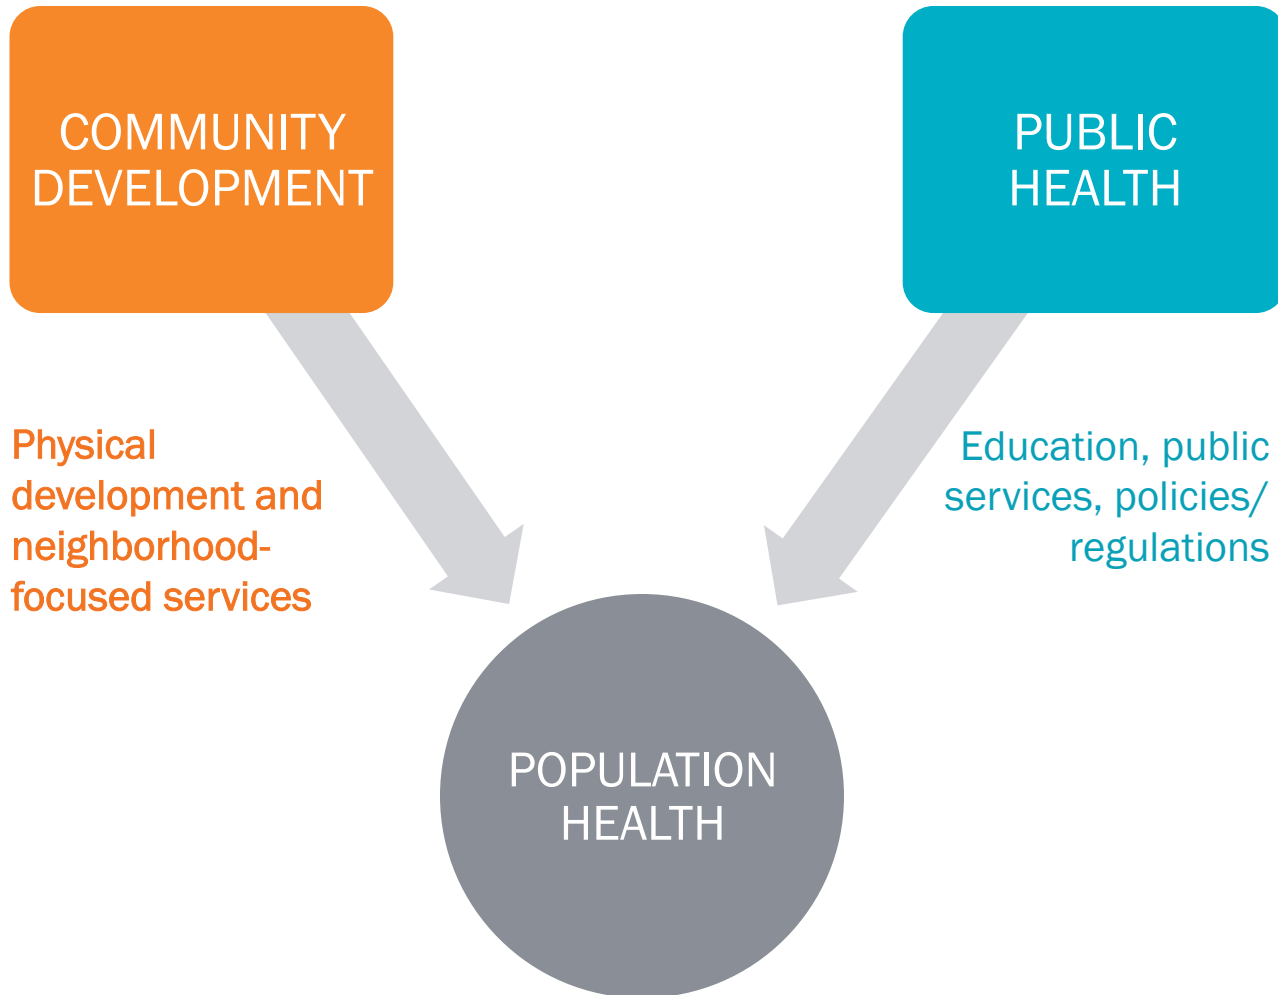 COMMUNITY
DEVELOPMENT
PUBLIC
HEALTH
Physical
development and
neighborhood-
focused services
Education, public
services, policies/
regulations
POPULATION
HEALTH